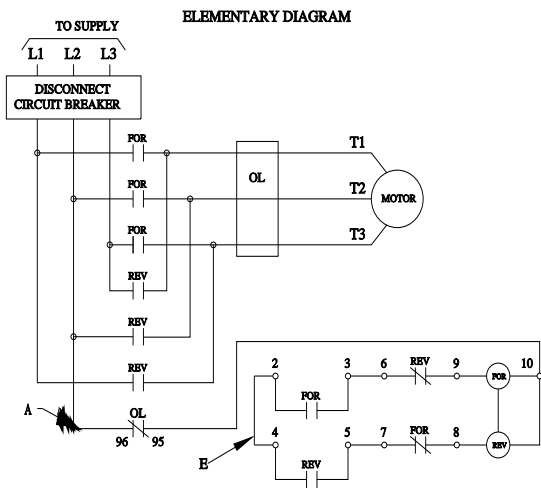 ELEMENTARY DIAGRAM
TO SUPPLY
L1 L2 L3
DISCONNECT
CIRCUIT BREAKER
FOR
T1
OL
FOR
T2
MOTOR
FOR
T3
REV
REV
REV
2 3 6 REV 9 10
FOR
FOR
A
OL
96 95
4 5 7 FOR 8
REV
E
REV